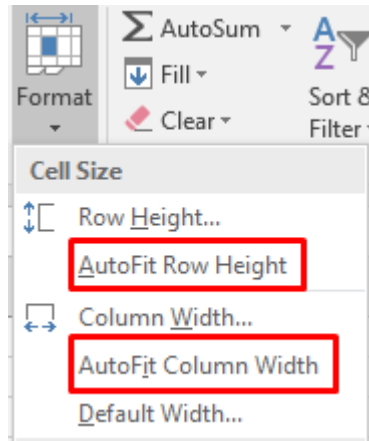 AutoSum
Fill
Clear
Format
Sort &
Filter
Cell Size
Row Height...
AutoFit Row Height
Column Width...
AutoFit Column Width
Default Width...